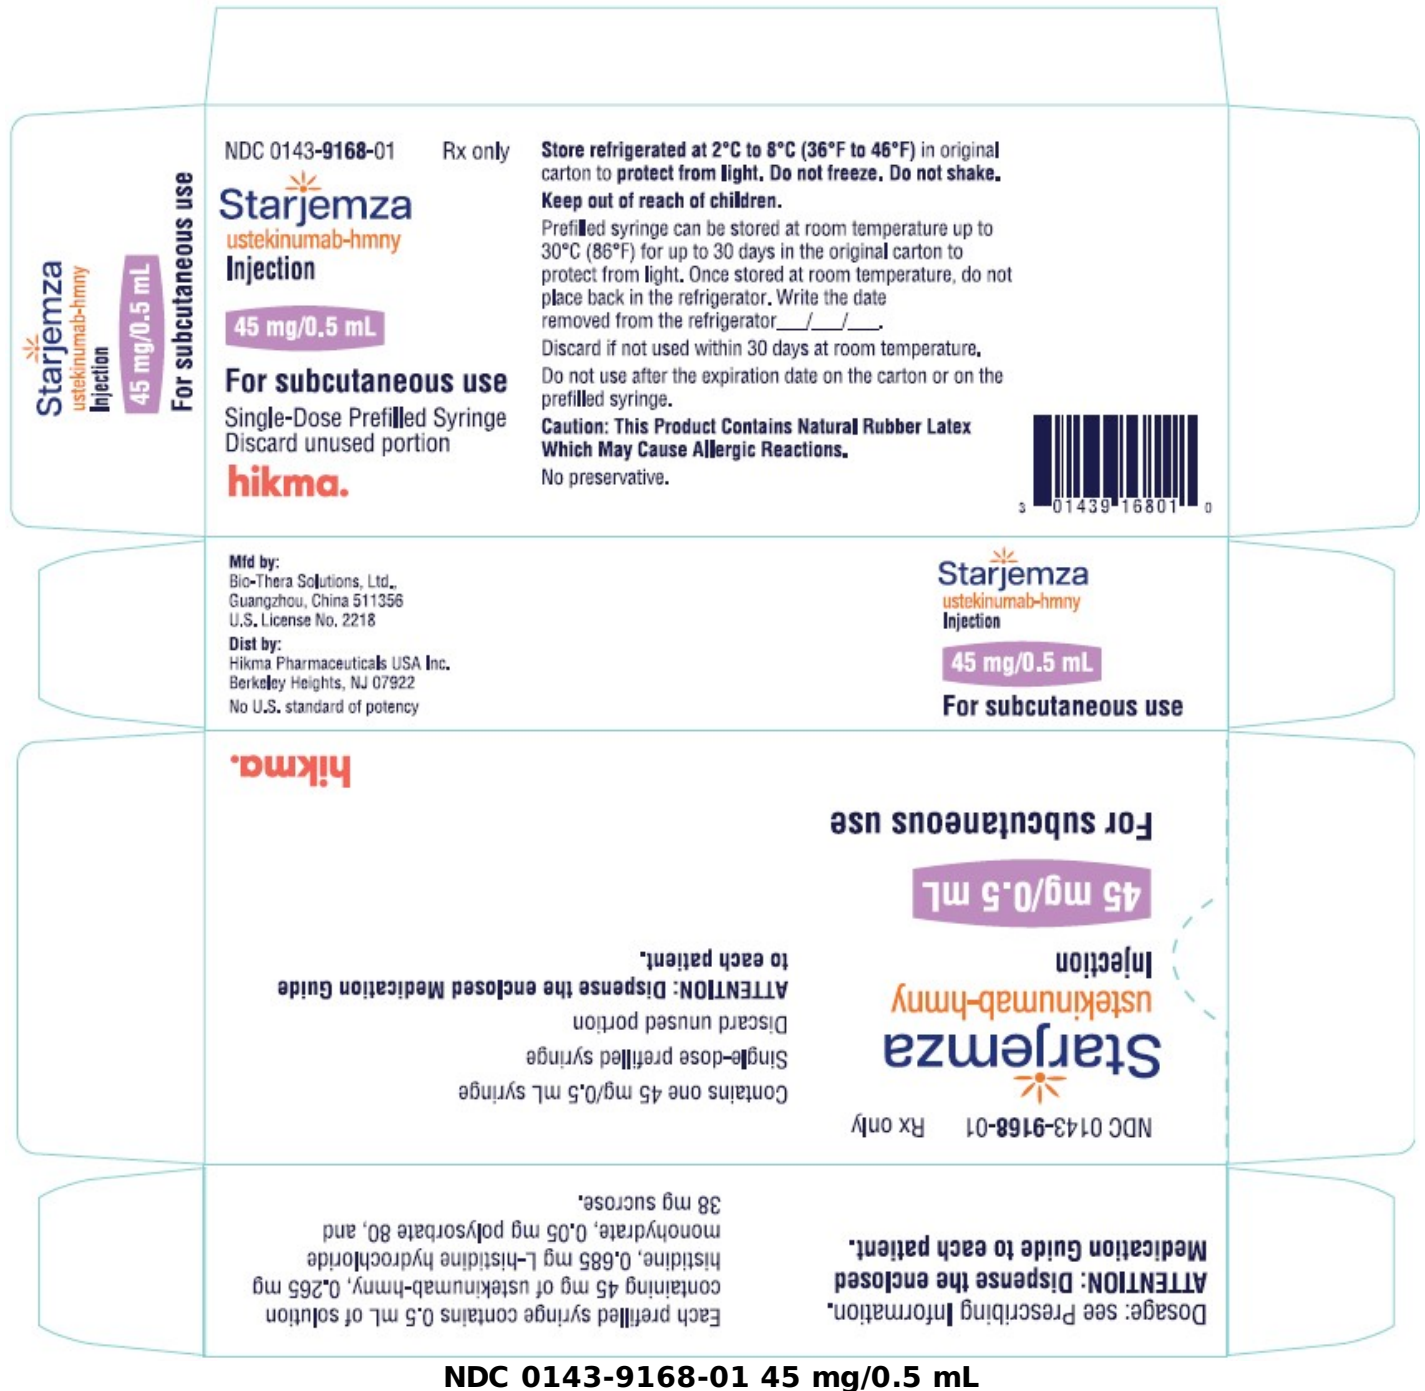 Starjemza
ustekinumab-hmny
Injection
45 mg/0.5 mL
For subcutaneous use
NDC 0143-9168-01 Rx only
Starjemza
ustekinumab-hmny
Injection
45 mg/0.5 mL
For subcutaneous use
Single-Dose Prefilled Syringe
Discard unused portion
hikma.
Store refrigerated at 2°C to 8°C (36°F to 46°F) in original
carton to protect from light. Do not freeze. Do not shake.
Keep out of reach of children.
Prefilled syringe can be stored at room temperature up to
30°C (86°F) for up to 30 days in the original carton to
protect from light. Once stored at room temperature, do not
place back in the refrigerator. Write the date
removed from the refrigerator___/___/___.
Discard if not used within 30 days at room temperature.
Do not use after the expiration date on the carton or on the
prefilled syringe.
Caution: This Product Contains Natural Rubber Latex
Which May Cause Allergic Reactions.
No preservative.
3 01439 16801 0
Mfd by:
Bio-Thera Solutions, Ltd.,
Guangzhou, China 511356
U.S. License No. 2218
Dist by:
Hikma Pharmaceuticals USA Inc.
Berkeley Heights, NJ 07922
No U.S. standard of potency
Starjemza
ustekinumab-hmny
Injection
45 mg/0.5 mL
For subcutaneous use
NDC 0143-9168-01 Rx only
Starjemza
ustekinumab-hmny
Injection
45 mg/0.5 mL
For subcutaneous use
Contains one 45 mg/0.5 mL syringe
Single-dose prefilled syringe
Discard unused portion
ATTENTION: Dispense the enclosed Medication Guide
to each patient.
hikma.
Dosage: see Prescribing Information.
ATTENTION: Dispense the enclosed
Medication Guide to each patient.
Each prefilled syringe contains 0.5 mL of solution
containing 45 mg of ustekinumab-hmny, 0.265 mg
histidine, 0.685 mg L-histidine hydrochloride
monohydrate, 0.05 mg polysorbate 80, and
38 mg sucrose.
NDC 0143-9168-01 45 mg/0.5 mL